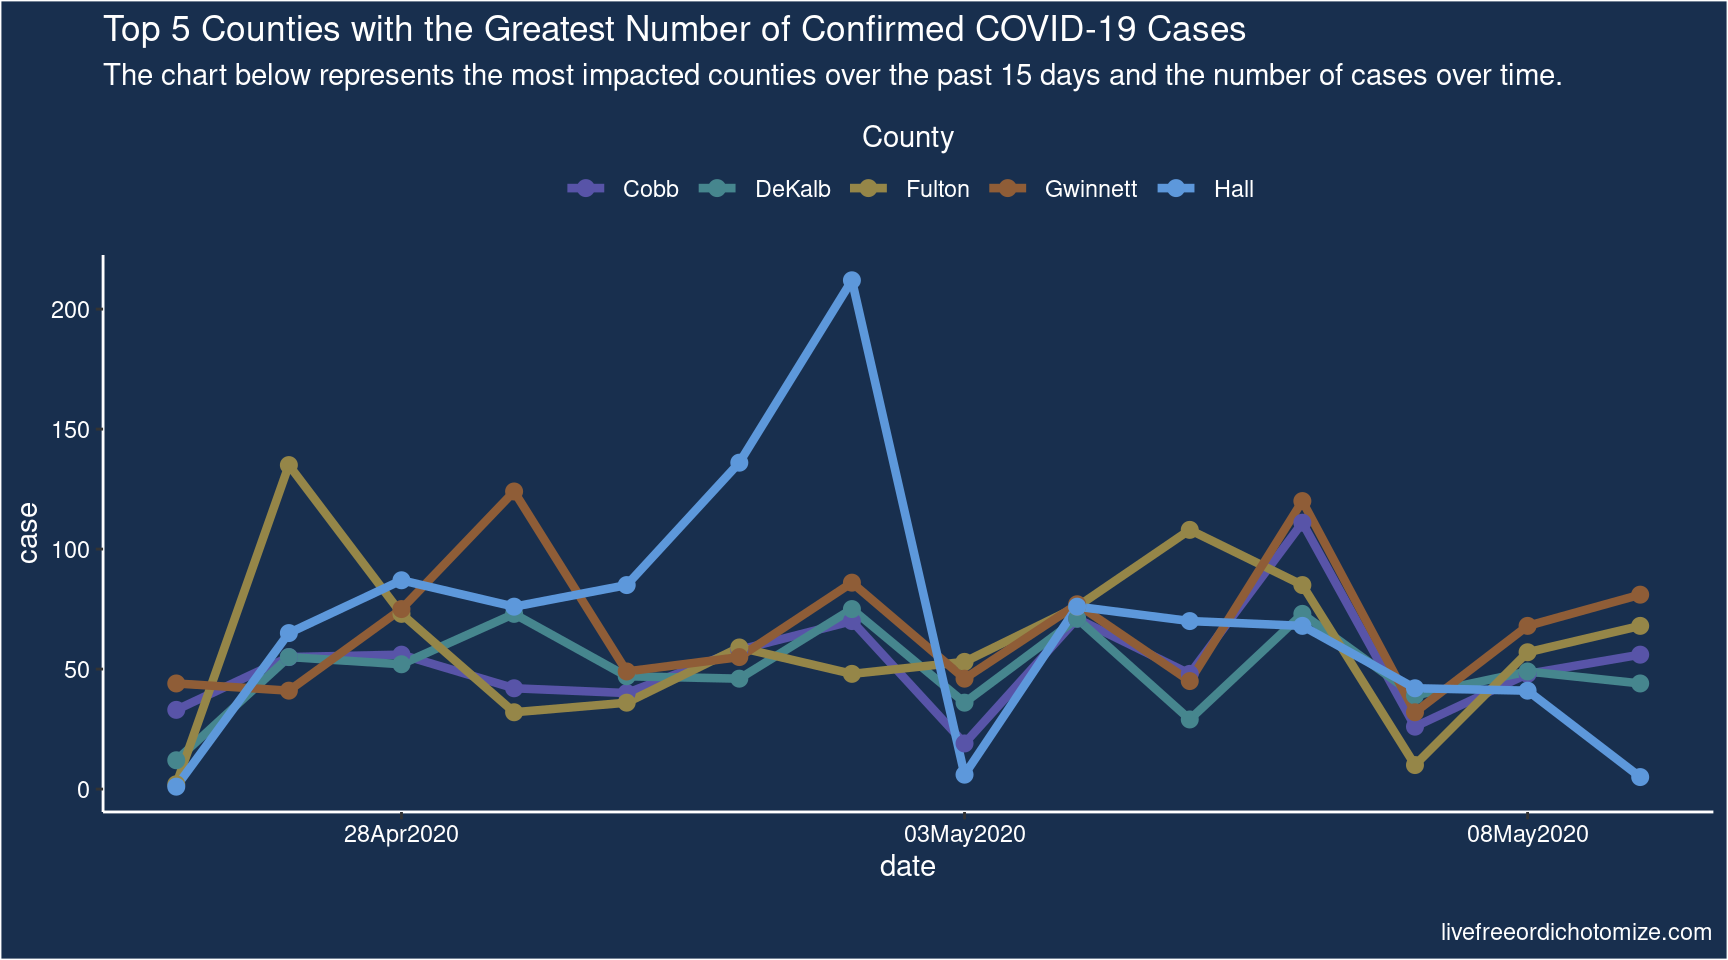 Top 5 Counties with the Greatest Number of Confirmed COVID-19 Cases
The chart below represents the most impacted counties over the past 15 days and the number of cases over time.
County
Cobb DeKalb Fulton Gwinnett Hall
200
150
100
50
0
case
28Apr2020 03May2020 08May2020
date
livefreeordichotomize.com